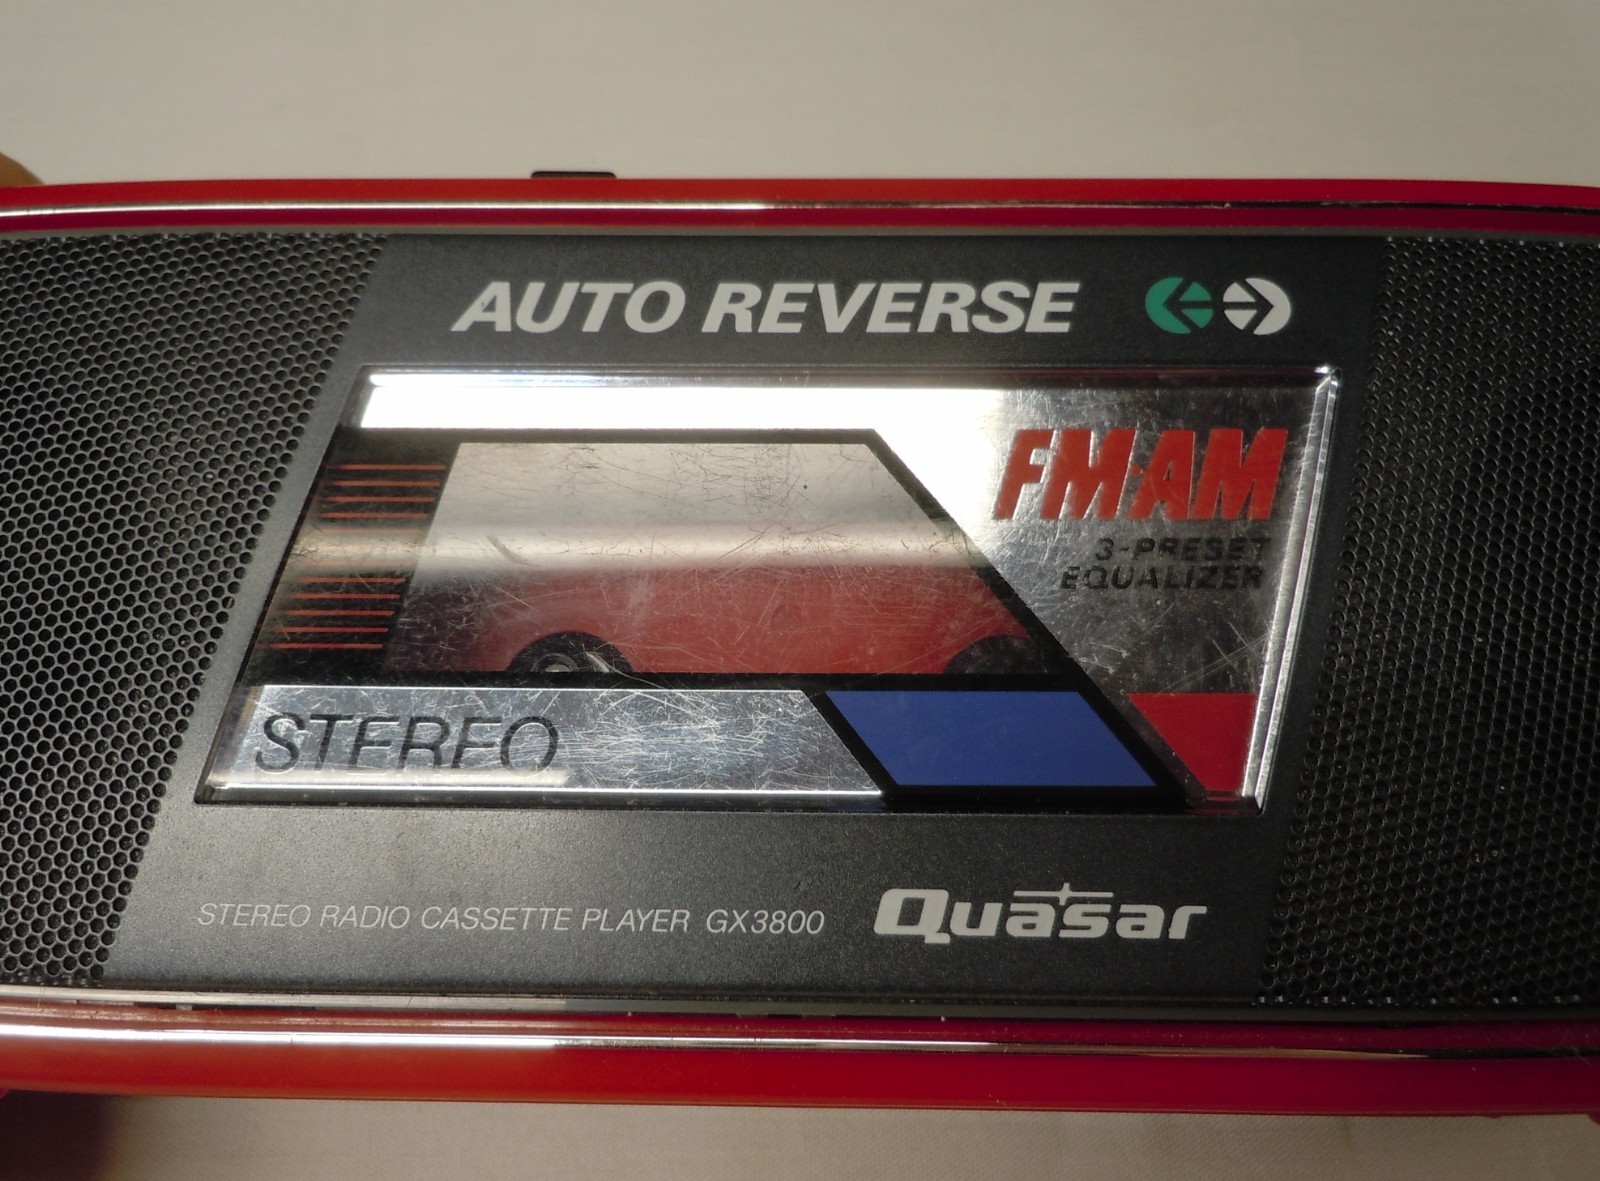 AUTO REVERSE
FM·AM
3-PRESET
EQUALIZER
STEREO
STEREO RADIO CASSETTE PLAYER GX3800
Quasar